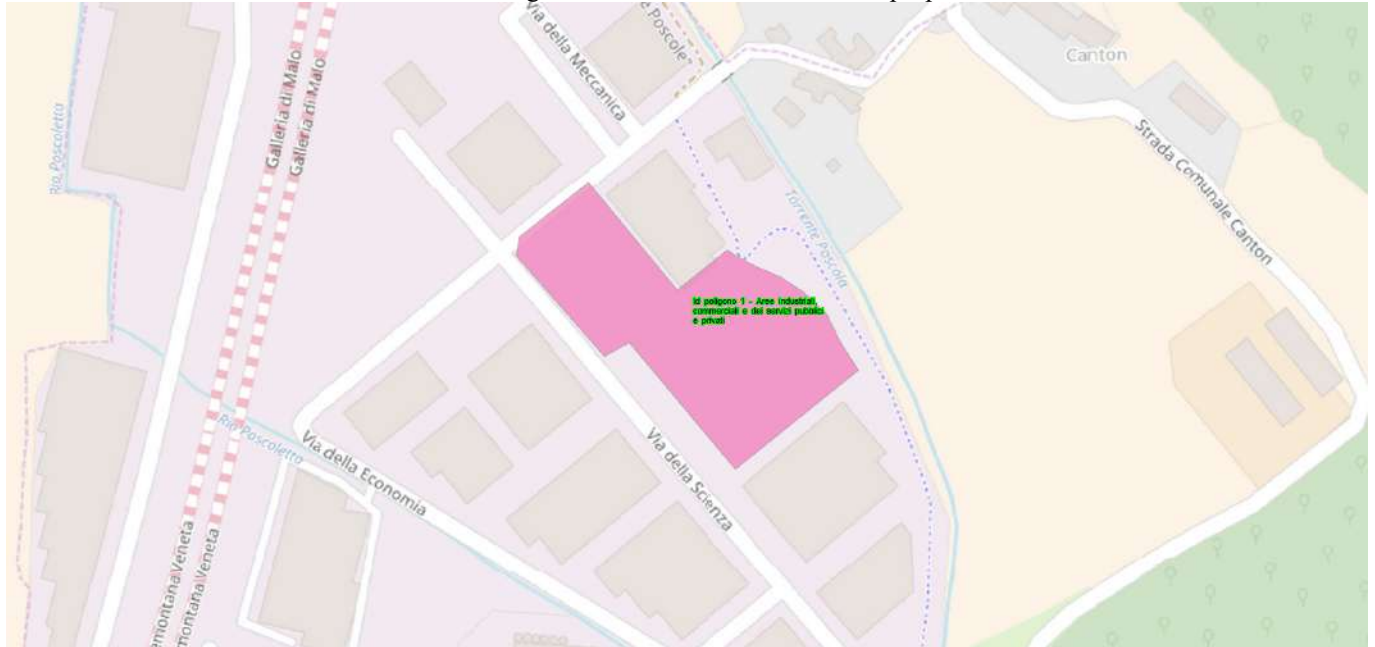 Via della Meccanica
e Poscole
Canton
Galleria di Malo
Galleria di Malo
Rio Poscoletta
Strada Comunale Canton
Torrente Poscola
Id poligono 1 - Aree industriali,
commerciali e dei servizi pubblici
e privati
Rio Poscoletto
Via della Economia
Via della Scienza
emontana Veneta
montana Veneta